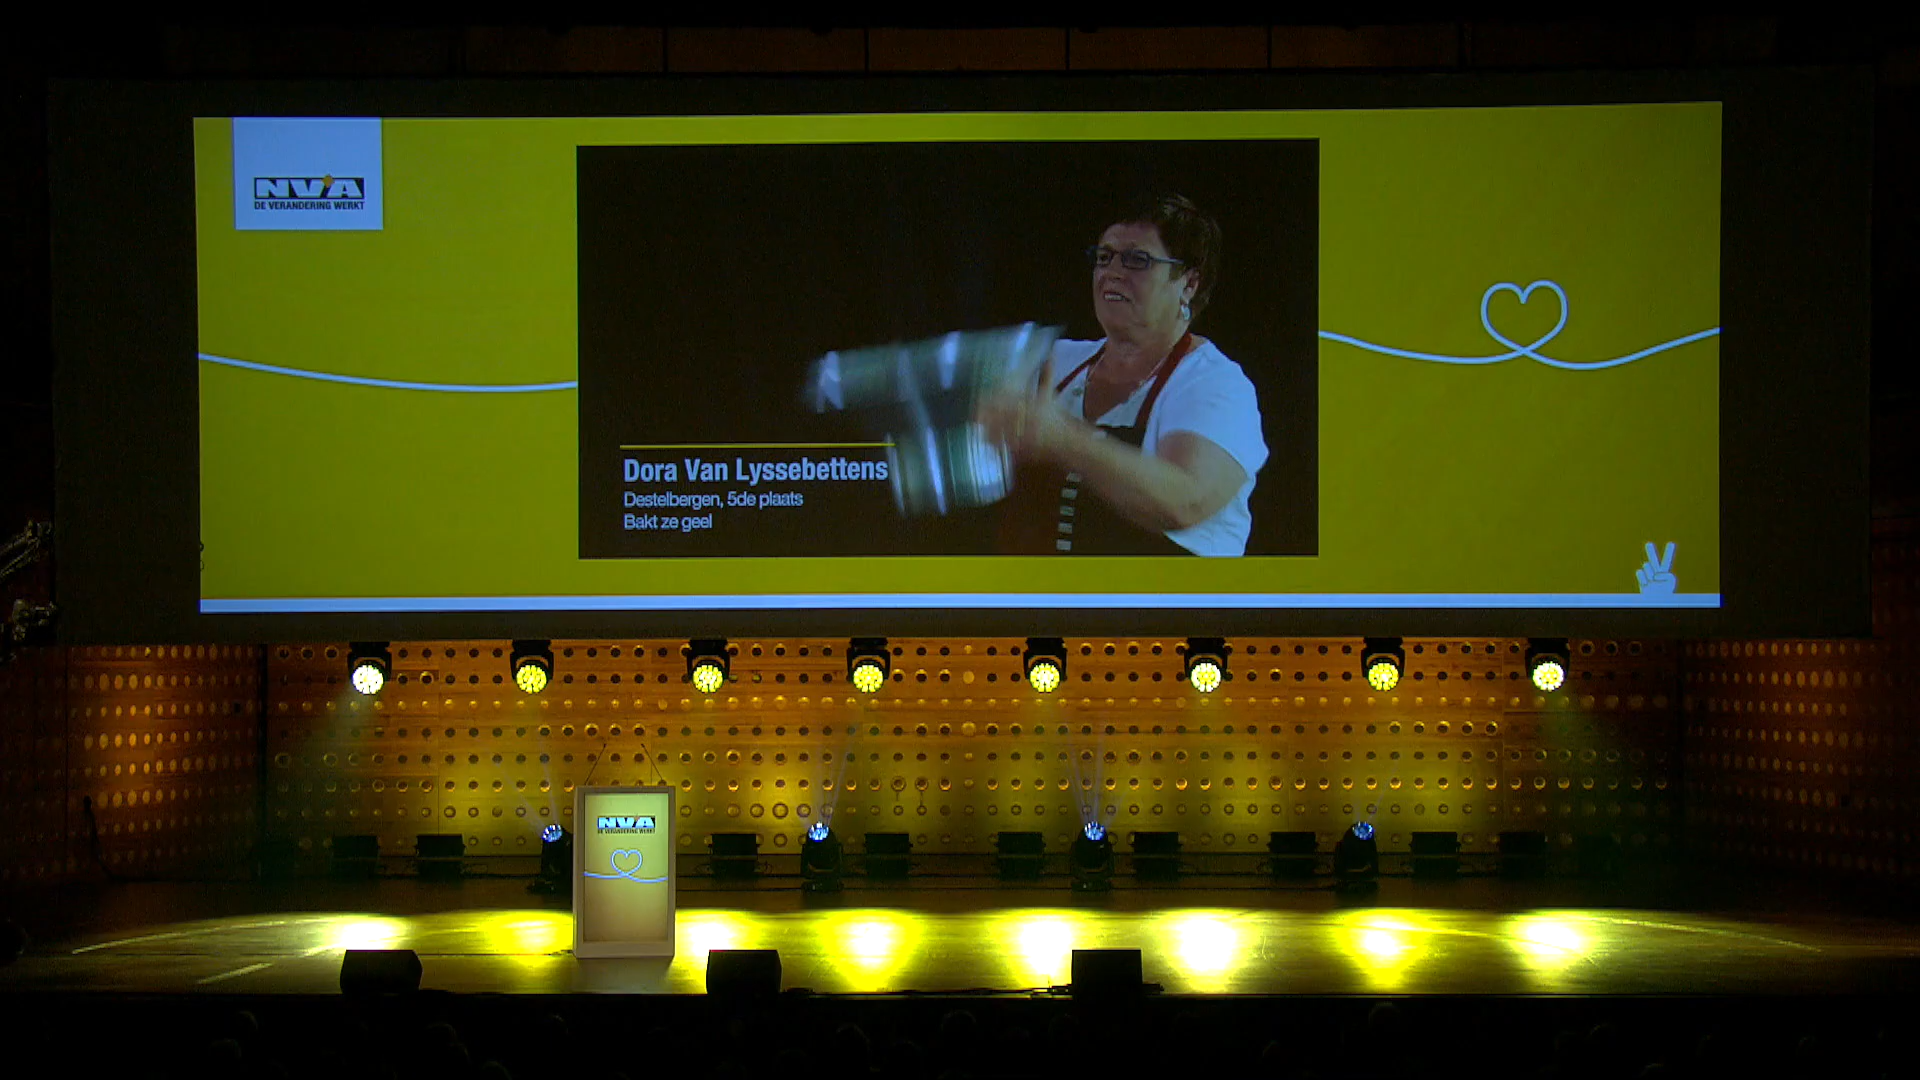 N-VA
DE VERANDERING WERKT
Dora Van Lyssebettens
Destelbergen, 5de plaats
Bakt ze geel
N-VA
DE VERANDERING WERKT